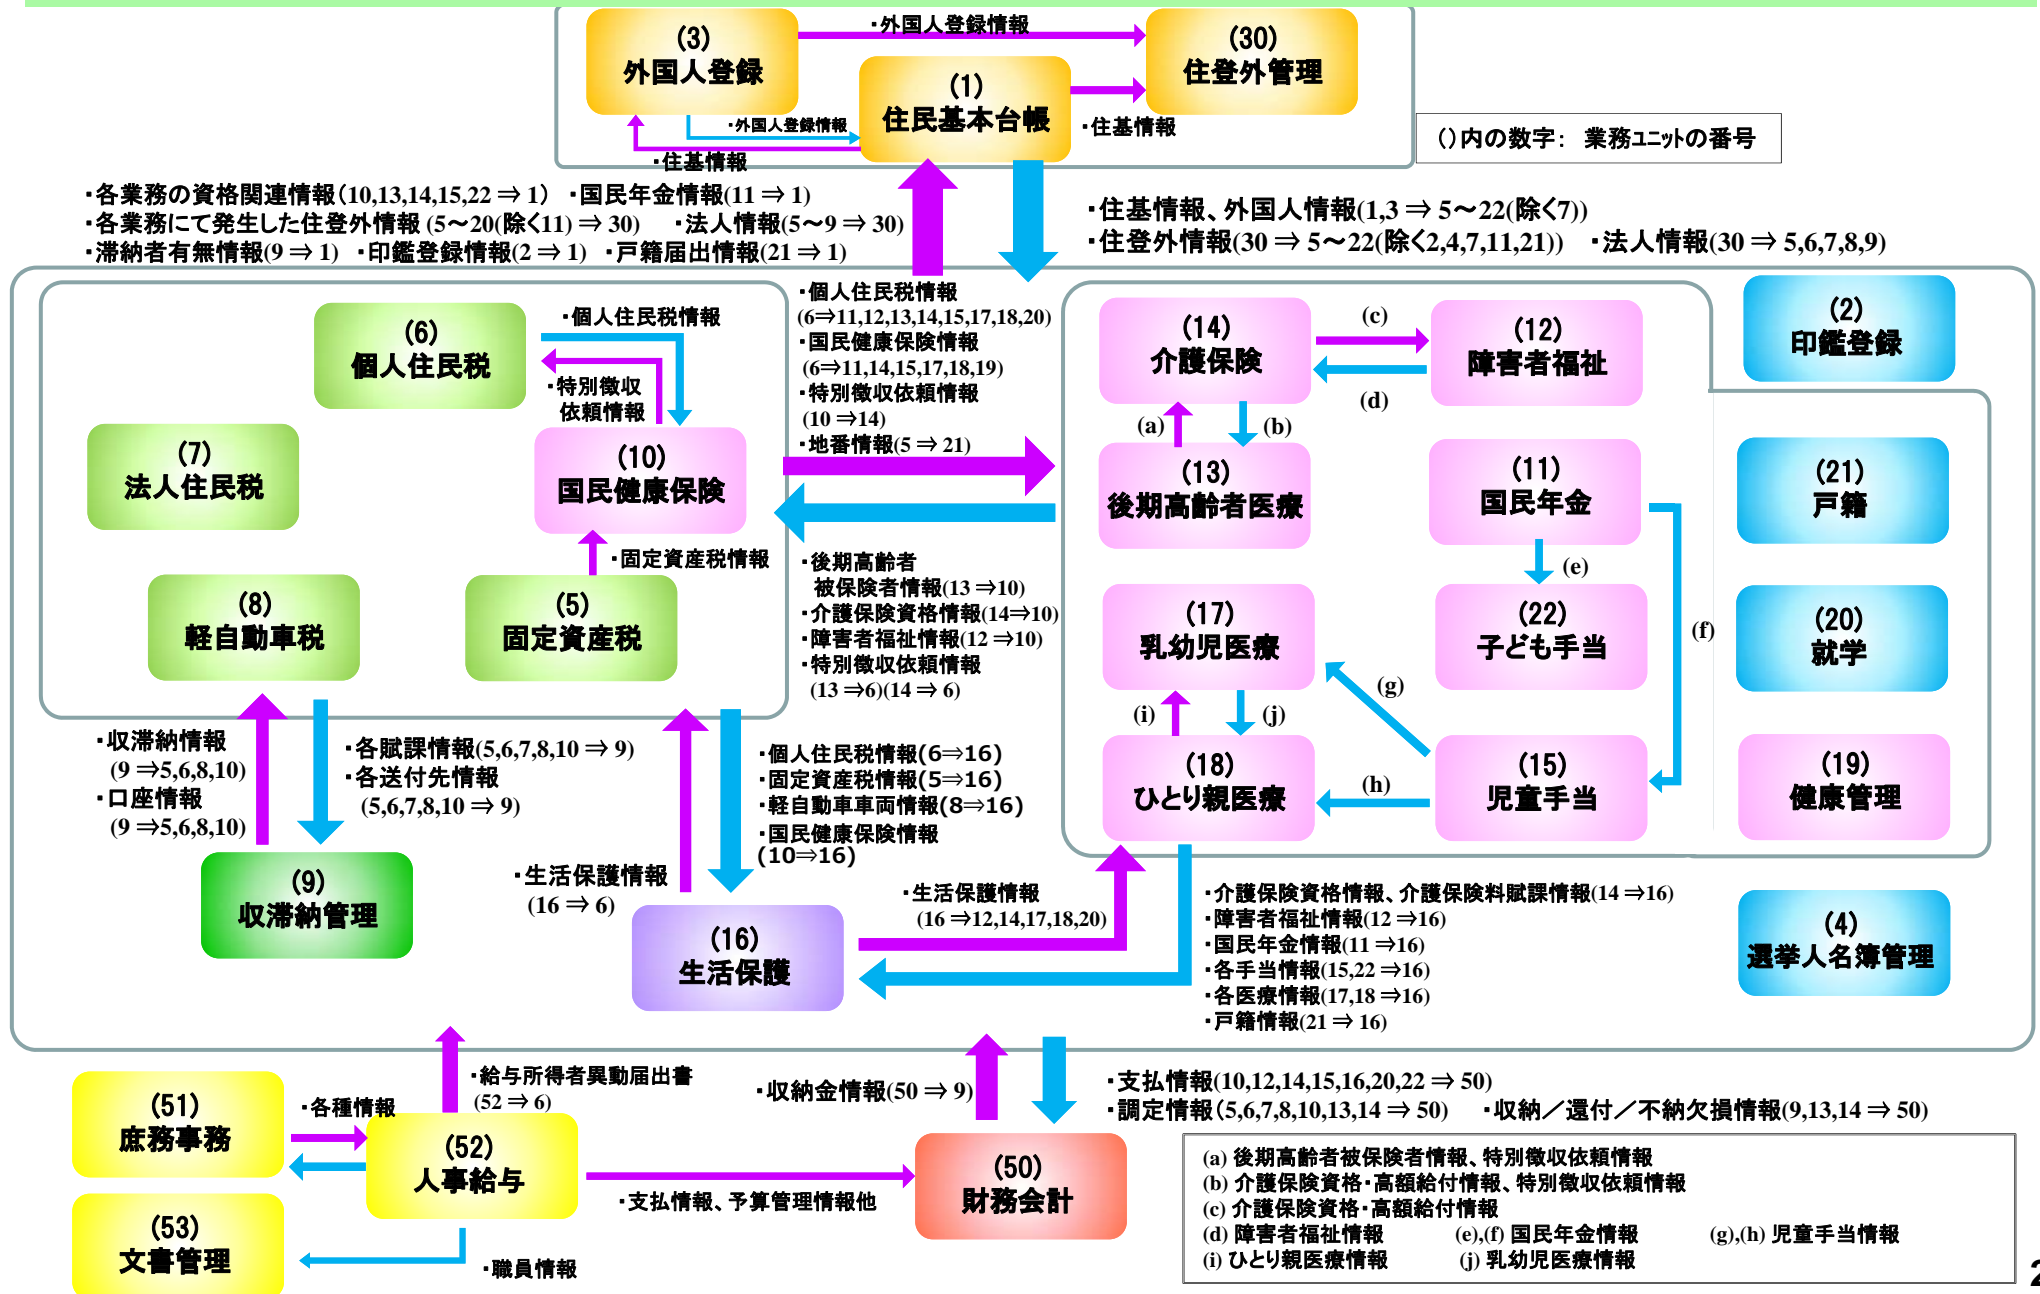 ・外国人登録情報
(3)
外国人登録
(30)
住登外管理
(1)
住民基本台帳
・外国人登録情報
・住基情報
・住基情報
()内の数字: 業務ユニットの番号
・各業務の資格関連情報(10,13,14,15,22 ⇒ 1) ・国民年金情報(11 ⇒ 1)
・各業務にて発生した住登外情報 (5～20(除く11) ⇒ 30) ・法人情報(5～9 ⇒ 30)
・滞納者有無情報(9 ⇒ 1) ・印鑑登録情報(2 ⇒ 1) ・戸籍届出情報(21 ⇒ 1)
・住基情報、外国人情報(1,3 ⇒ 5～22(除く7))
・住登外情報(30 ⇒ 5～22(除く2,4,7,11,21)) ・法人情報(30 ⇒ 5,6,7,8,9)
(6)
個人住民税
・個人住民税情報
・特別徴収
依頼情報
(7)
法人住民税
(10)
国民健康保険
・固定資産税情報
(8)
軽自動車税
(5)
固定資産税
・個人住民税情報
(6⇒11,12,13,14,15,17,18,20)
・国民健康保険情報
(6⇒11,14,15,17,18,19)
・特別徴収依頼情報
(10 ⇒14)
・地番情報(5 ⇒ 21)
・後期高齢者
被保険者情報(13 ⇒10)
・介護保険資格情報(14⇒10)
・障害者福祉情報(12 ⇒10)
・特別徴収依頼情報
(13 ⇒6)(14 ⇒ 6)
(14)
介護保険
(c)
(d)
(12)
障害者福祉
(a)
(b)
(13)
後期高齢者医療
(11)
国民年金
(e)
(f)
(17)
乳幼児医療
(22)
子ども手当
(g)
(i)
(j)
(18)
ひとり親医療
(h)
(15)
児童手当
(2)
印鑑登録
(21)
戸籍
(20)
就学
(19)
健康管理
(4)
選挙人名簿管理
・収滞納情報
(9 ⇒5,6,8,10)
・口座情報
(9 ⇒5,6,8,10)
・各賦課情報(5,6,7,8,10 ⇒ 9)
・各送付先情報
(5,6,7,8,10 ⇒ 9)
(9)
収滞納管理
・生活保護情報
(16 ⇒ 6)
・個人住民税情報(6⇒16)
・固定資産税情報(5⇒16)
・軽自動車車両情報(8⇒16)
・国民健康保険情報
(10⇒16)
(16)
生活保護
・生活保護情報
(16 ⇒12,14,17,18,20)
・介護保険資格情報、介護保険料賦課情報(14 ⇒16)
・障害者福祉情報(12 ⇒16)
・国民年金情報(11 ⇒16)
・各手当情報(15,22 ⇒16)
・各医療情報(17,18 ⇒16)
・戸籍情報(21 ⇒ 16)
(51)
庶務事務
・各種情報
・給与所得者異動届出書
(52 ⇒ 6)
(52)
人事給与
(53)
文書管理
・職員情報
・支払情報、予算管理情報他
・収納金情報(50 ⇒ 9)
(50)
財務会計
・支払情報(10,12,14,15,16,20,22 ⇒ 50)
・調定情報(5,6,7,8,10,13,14 ⇒ 50) ・収納／還付／不納欠損情報(9,13,14 ⇒ 50)
(a) 後期高齢者被保険者情報、特別徴収依頼情報
(b) 介護保険資格・高額給付情報、特別徴収依頼情報
(c) 介護保険資格・高額給付情報
(d) 障害者福祉情報 (e),(f) 国民年金情報 (g),(h) 児童手当情報
(i) ひとり親医療情報 (j) 乳幼児医療情報
2